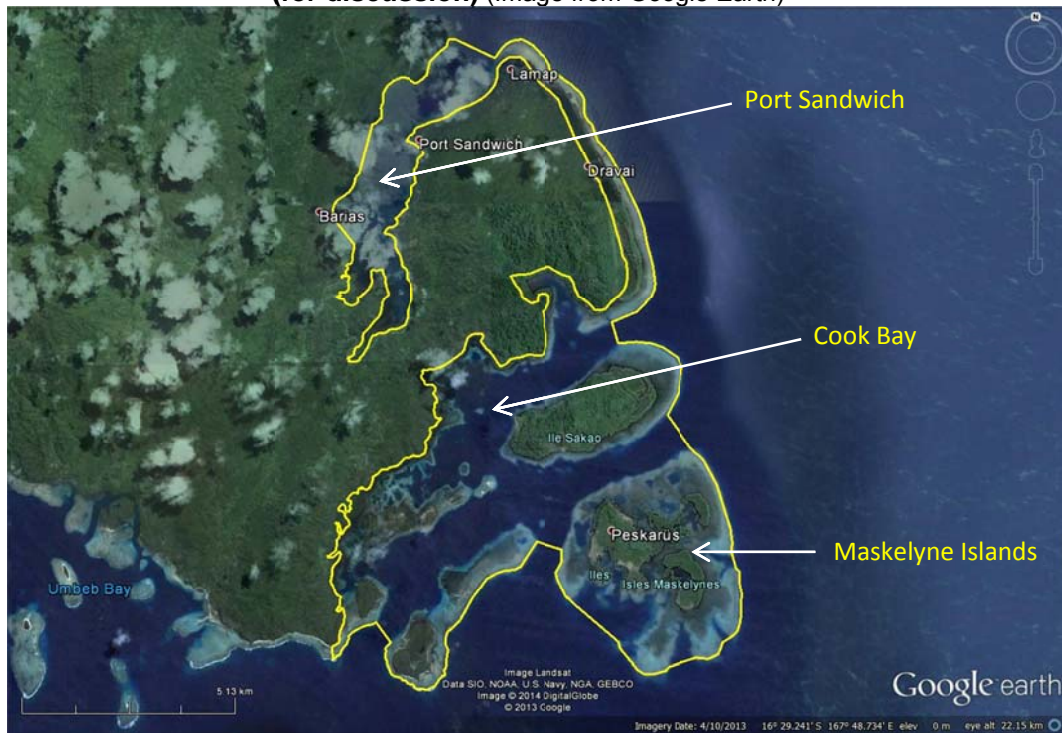 (for discussion) (Image from Google Earth)
N
Lamap
Port Sandwich
Port Sandwich
Dravai
Barias
Cook Bay
Ile Sakao
Peskarüs
Maskelyne Islands
Iles
Isles Maskelynes
Umbeb Bay
Image Landsat
Data SIO, NOAA, U.S. Navy, NGA, GEBCO
Image © 2014 DigitalGlobe
© 2013 Google
5.13 km
Google earth
Imagery Date: 4/10/2013 16° 29.241' S 167° 48.734' E elev 0 m eye alt 22.15 km